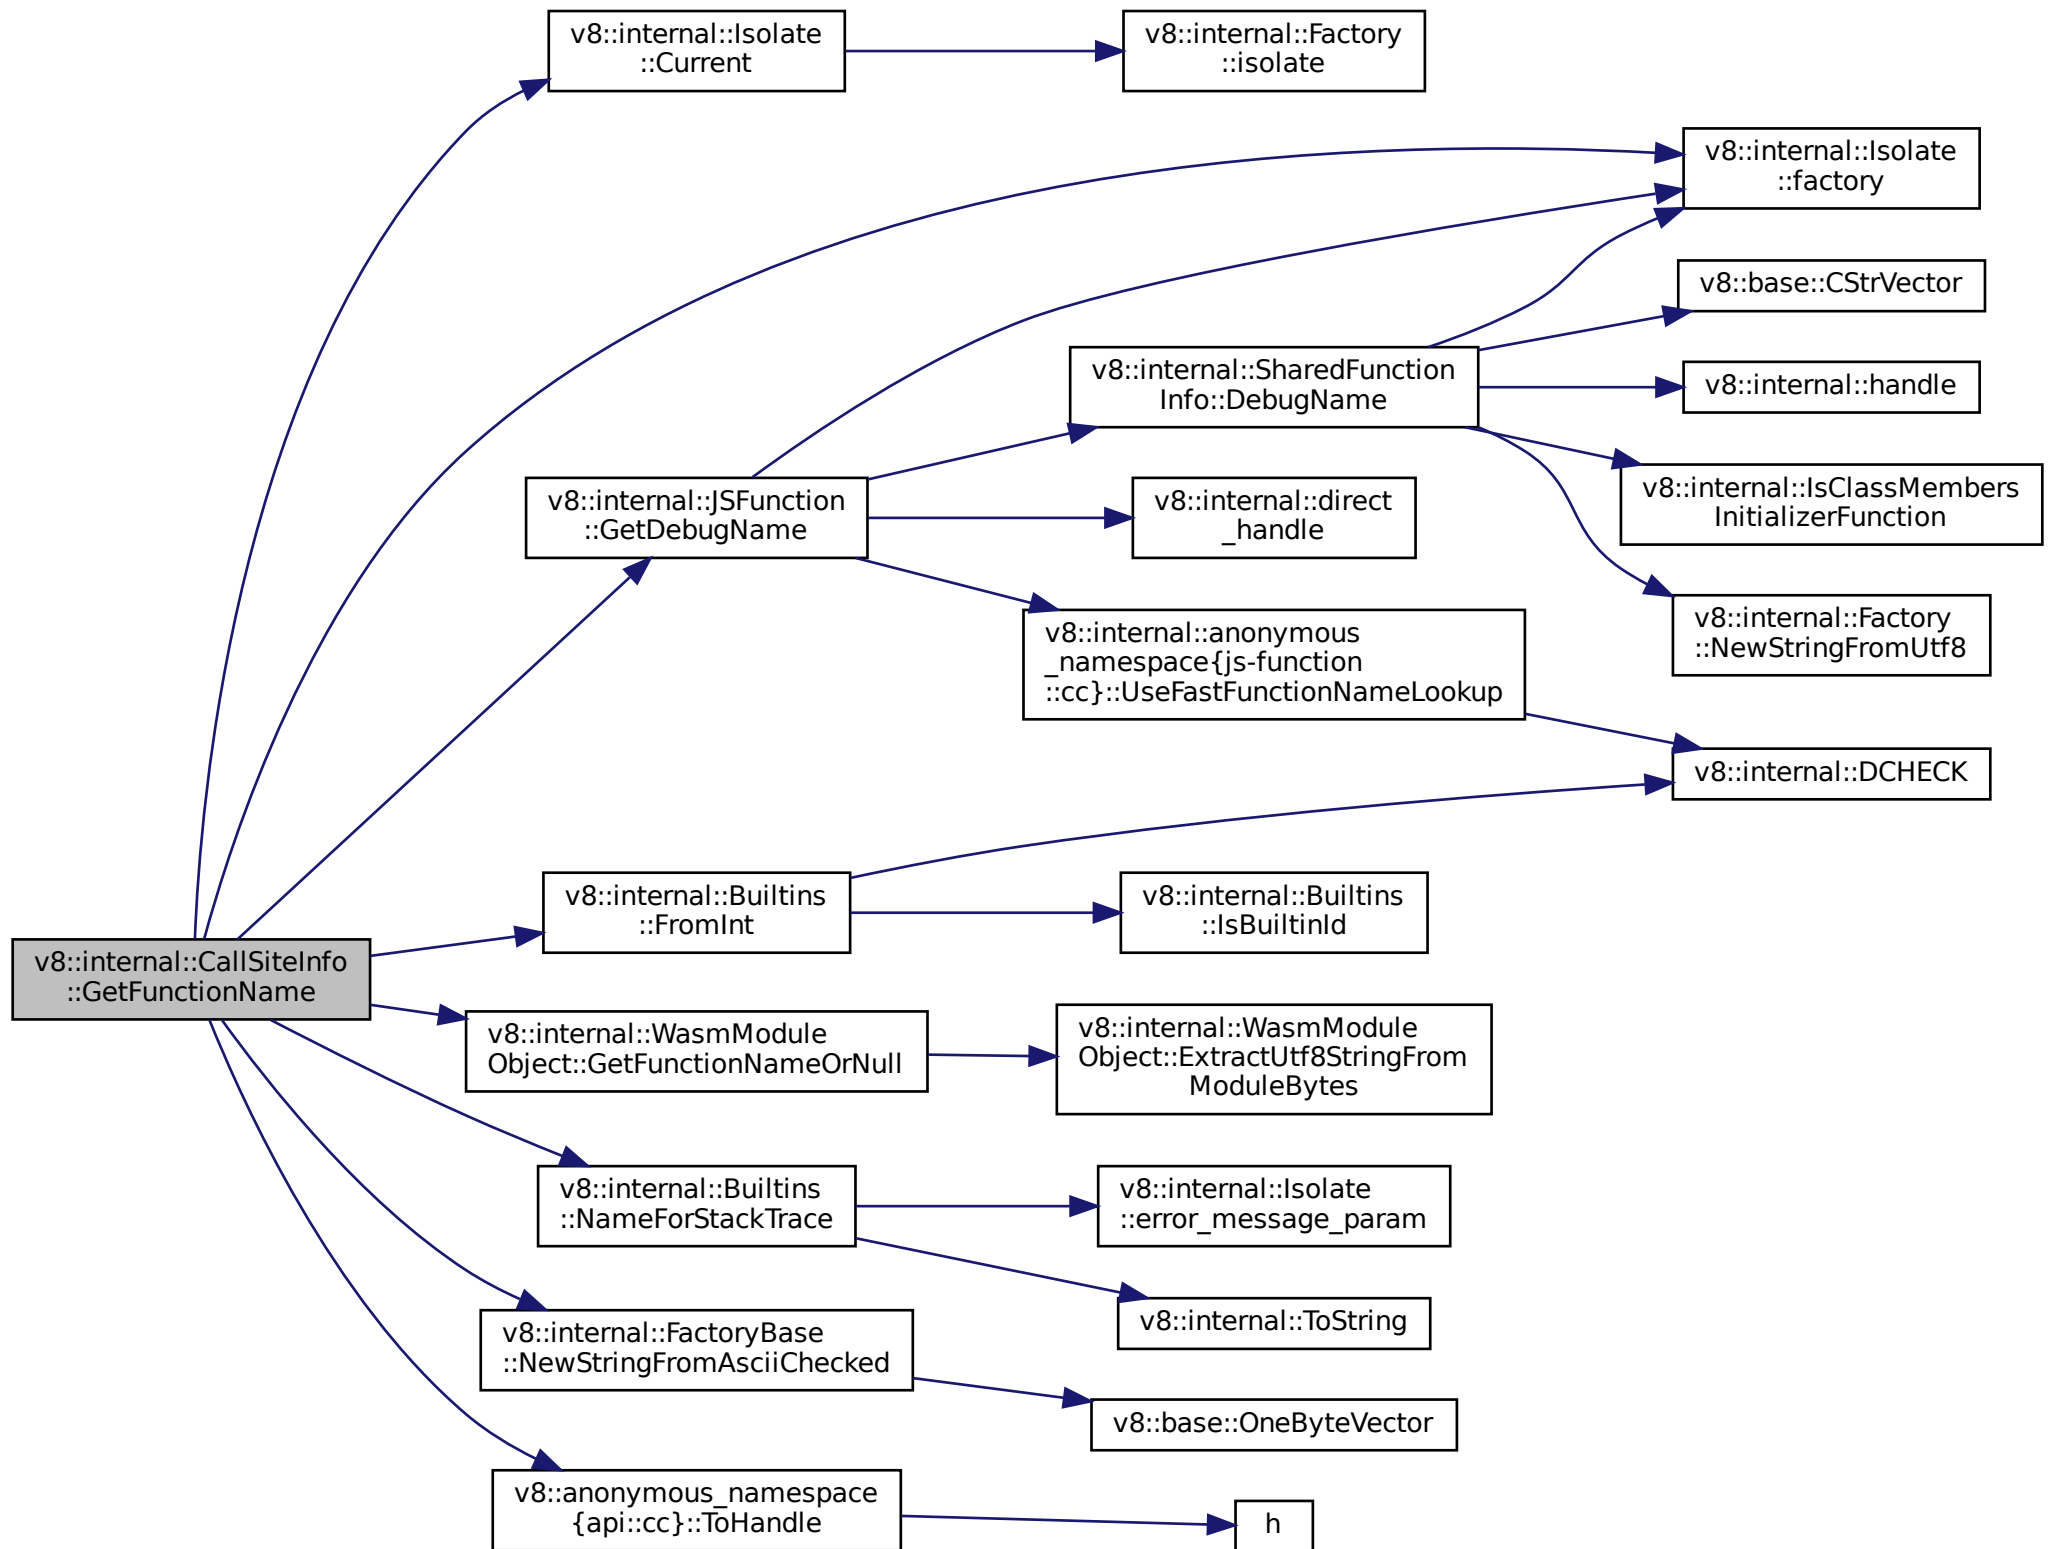 v8::internal::Isolate
::Current
v8::internal::Factory
::isolate
v8::internal::Isolate
::factory
v8::base::CStrVector
v8::internal::SharedFunction
Info::DebugName
v8::internal::handle
v8::internal::IsClassMembers
InitializerFunction
v8::internal::JSFunction
::GetDebugName
v8::internal::direct
_handle
v8::internal::Factory
::NewStringFromUtf8
v8::internal::anonymous
_namespace{js-function
::cc}::UseFastFunctionNameLookup
v8::internal::DCHECK
v8::internal::Builtins
::FromInt
v8::internal::Builtins
::IsBuiltinId
v8::internal::CallSiteInfo
::GetFunctionName
v8::internal::WasmModule
Object::GetFunctionNameOrNull
v8::internal::WasmModule
Object::ExtractUtf8StringFrom
ModuleBytes
v8::internal::Builtins
::NameForStackTrace
v8::internal::Isolate
::error_message_param
v8::internal::ToString
v8::internal::FactoryBase
::NewStringFromAsciiChecked
v8::base::OneByteVector
v8::anonymous_namespace
{api::cc}::ToHandle
h